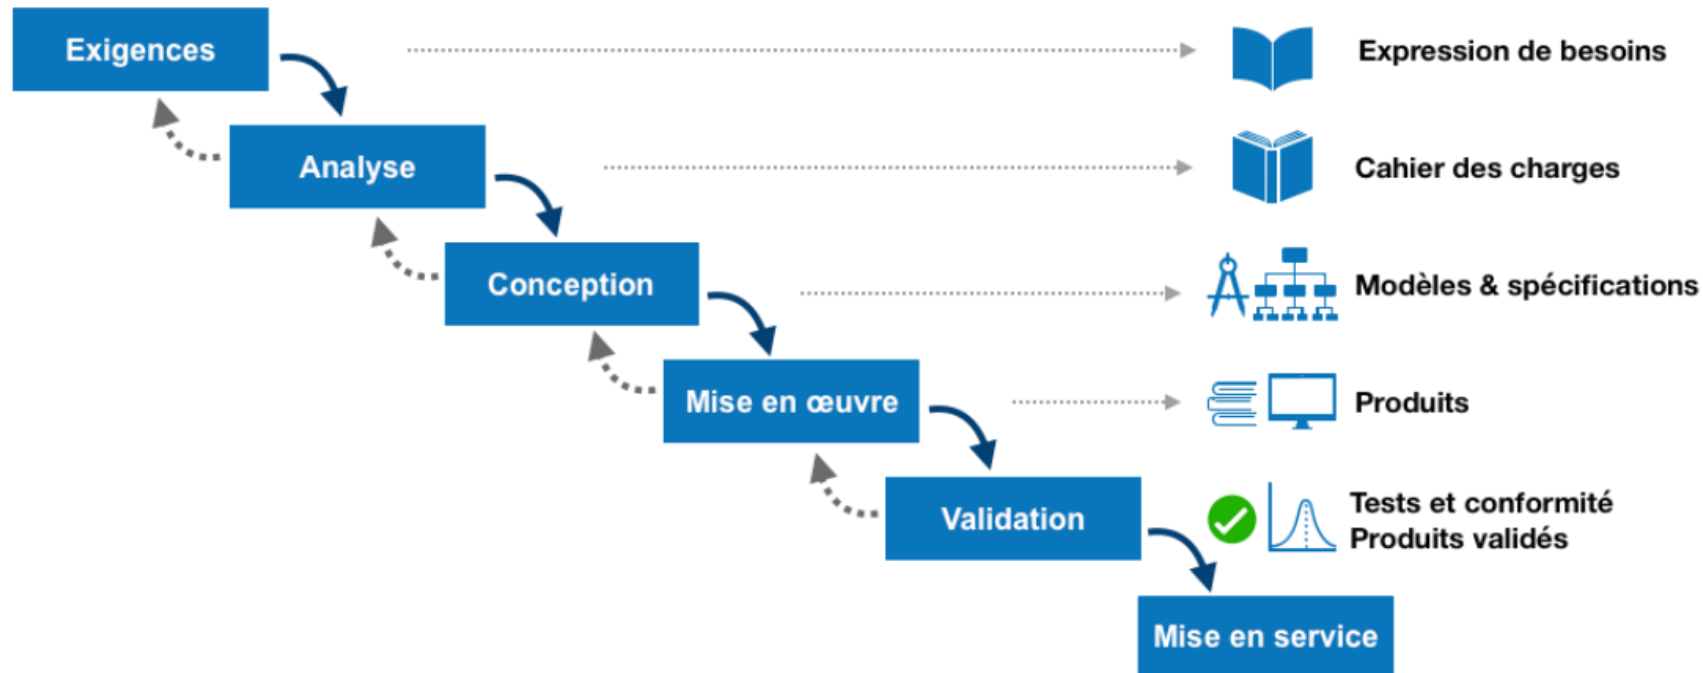 Exigences
Expression de besoins
Analyse
Cahier des charges
Conception
Modèles & spécifications
Mise en œuvre
Produits
Validation
Tests et conformité
Produits validés
Mise en service